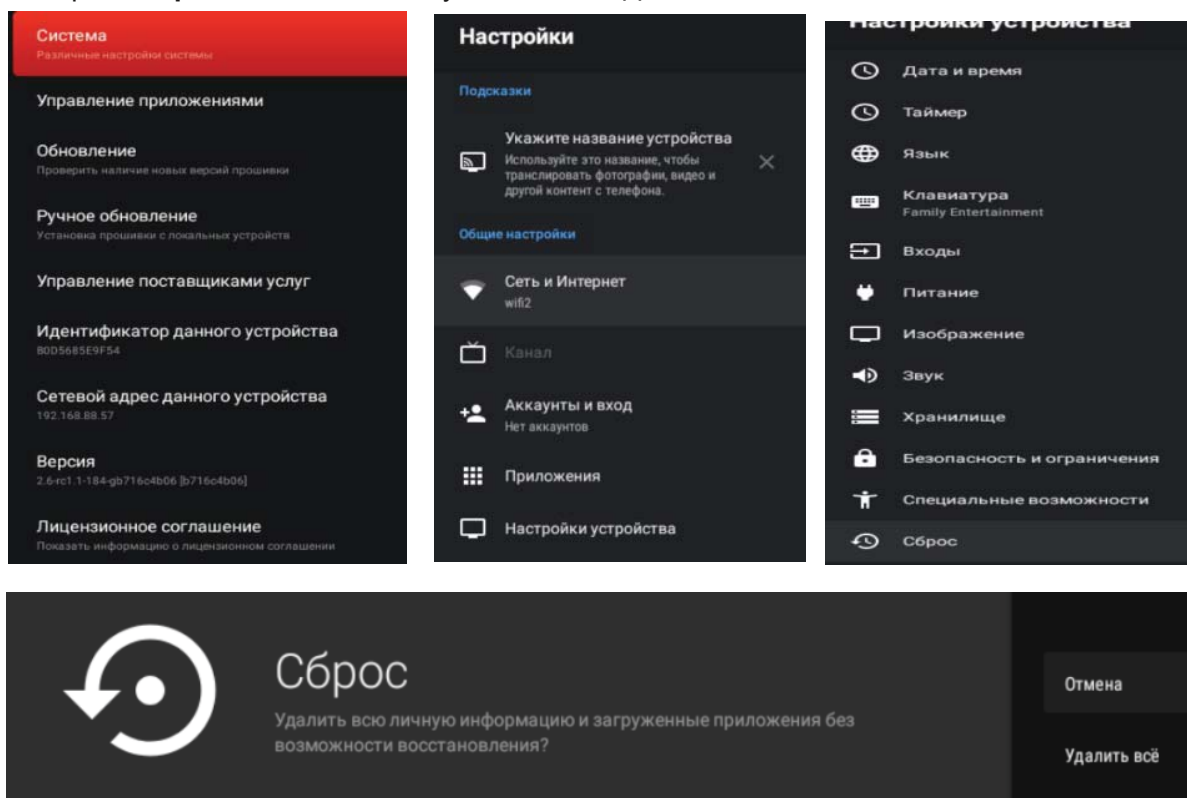 Система
Различные настройки системы
Управление приложениями
Обновление
Проверить наличие новых версий прошивки
Ручное обновление
Установка прошивки с локальных устройств
Управление поставщиками услуг
Идентификатор данного устройства
B0D5685E9F54
Сетевой адрес данного устройства
192.168.88.57
Версия
2.6-rc1.1-184-gb716c4b06 [b716c4b06]
Лицензионное соглашение
Показать информацию о лицензионном соглашении
Настройки
Подсказки
Укажите название устройства
Используйте это название, чтобы
транслировать фотографии, видео и
другой контент с телефона.
Общие настройки
Сеть и Интернет
wifi2
Канал
Аккаунты и вход
Нет аккаунтов
Приложения
Настройки устройства
Настройки устройства
Дата и время
Таймер
Язык
Клавиатура
Family Entertainment
Входы
Питание
Изображение
Звук
Хранилище
Безопасность и ограничения
Специальные возможности
Сброс
Сброс
Удалить всю личную информацию и загруженные приложения без
возможности восстановления?
Отмена
Удалить всё